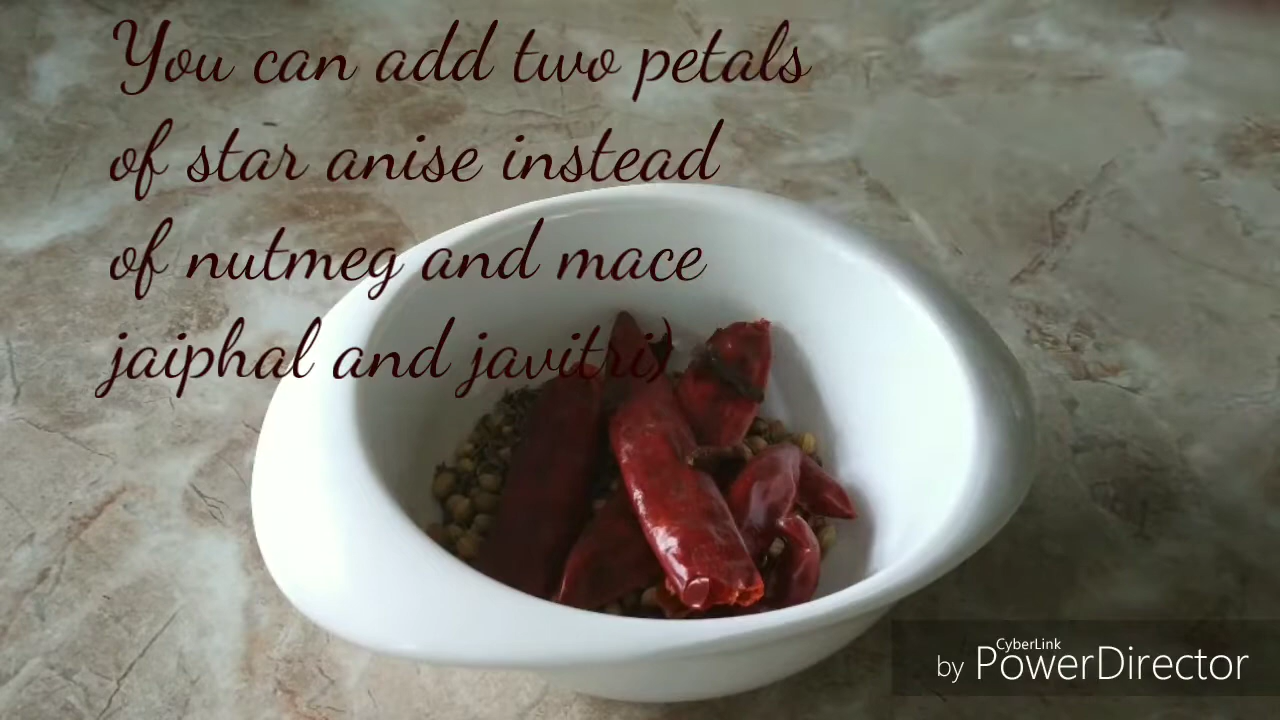 You can add two petals
of star anise instead
of nutmeg and mace
jaiphal and javitri)
CyberLink
by PowerDirector